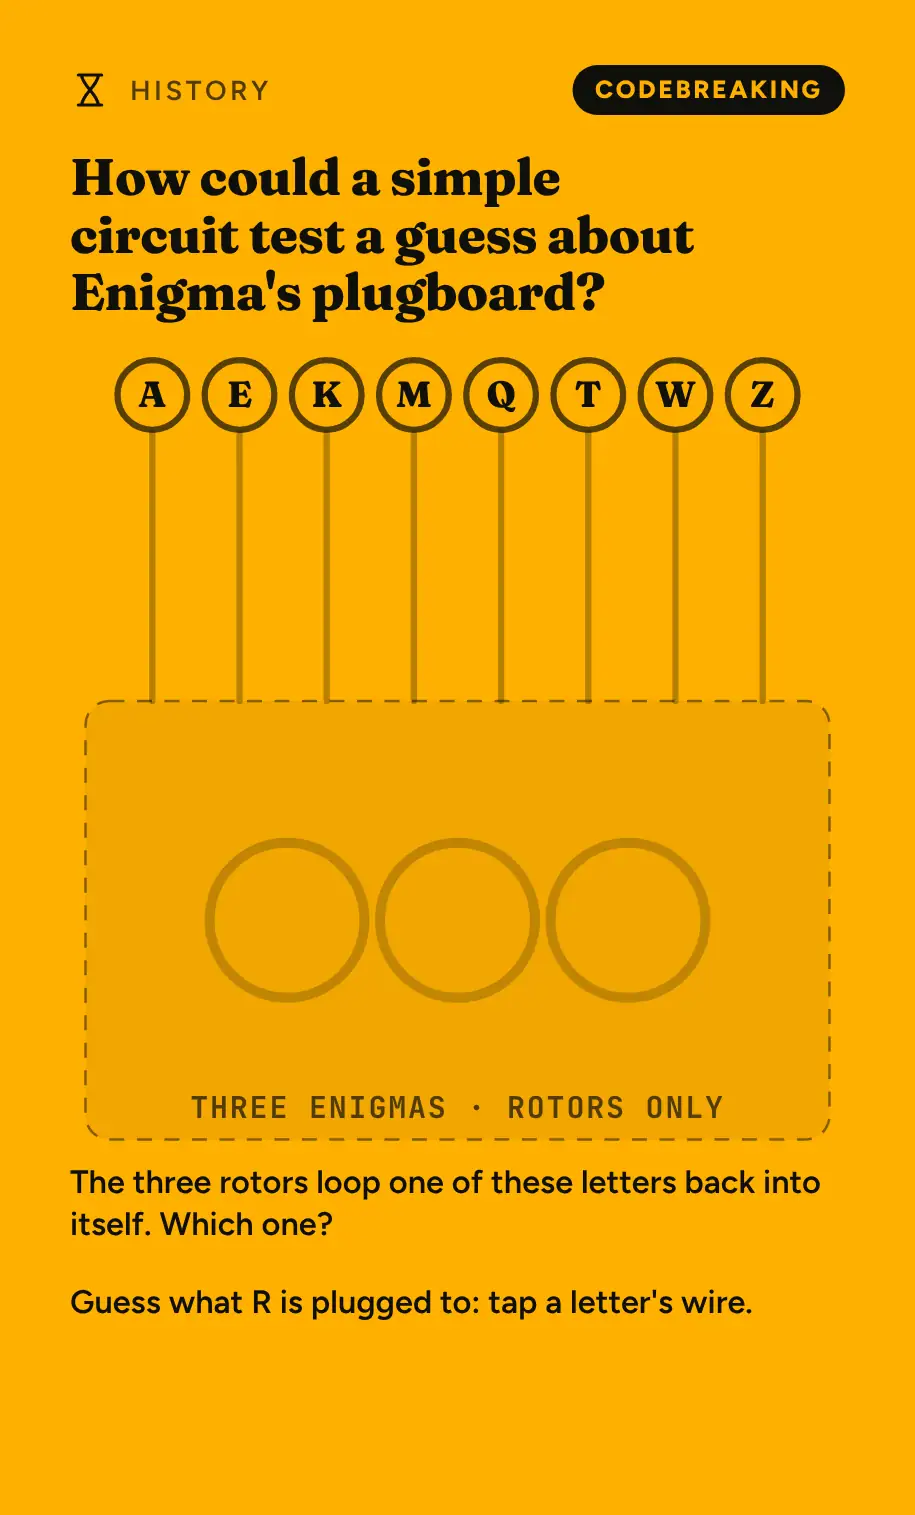 HISTORY
CODEBREAKING
How could a simple
circuit test a guess about
Enigma's plugboard?
A E K M Q T W Z
THREE ENIGMAS · ROTORS ONLY
The three rotors loop one of these letters back into
itself. Which one?
Guess what R is plugged to: tap a letter's wire.